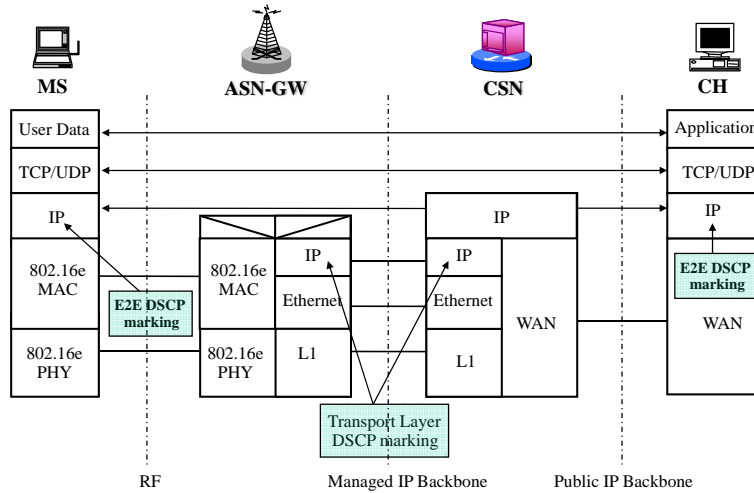 MS
ASN-GW
CSN
CH
User Data
Application
TCP/UDP
TCP/UDP
IP
IP
IP
802.16e
MAC
802.16e
MAC
IP
IP
E2E DSCP
marking
E2E DSCP
marking
Ethernet
Ethernet
WAN
WAN
802.16e
PHY
802.16e
PHY
L1
L1
Transport Layer
DSCP marking
RF
Managed IP Backbone
Public IP Backbone